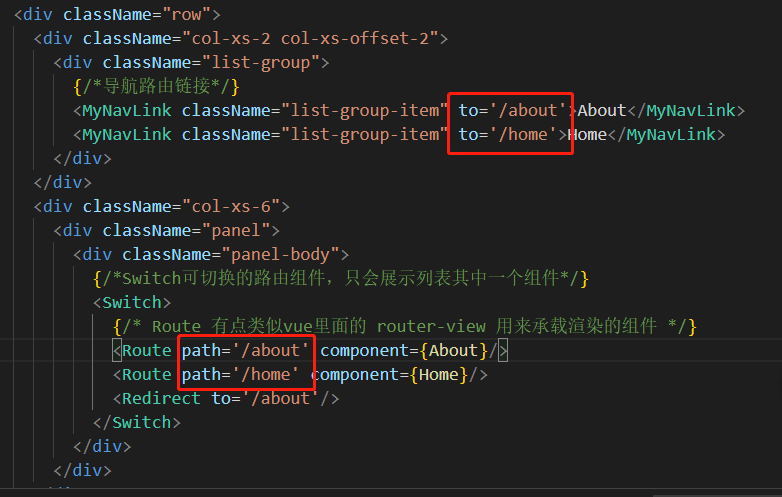 <div className="row">
<div className="col-xs-2 col-xs-offset-2">
<div className="list-group">
{/*导航路由链接*/}
<MyNavLink className="list-group-item" to='/about'>About</MyNavLink>
<MyNavLink className="list-group-item" to='/home'>Home</MyNavLink>
</div>
</div>
<div className="col-xs-6">
<div className="panel">
<div className="panel-body">
{/*Switch可切换的路由组件，只会展示列表其中一个组件*/}
<Switch>
{/* Route 有点类似vue里面的 router-view 用来承载渲染的组件 */}
<Route path='/about' component={About}/>
<Route path='/home' component={Home}/>
<Redirect to='/about'/>
</Switch>
</div>
</div>